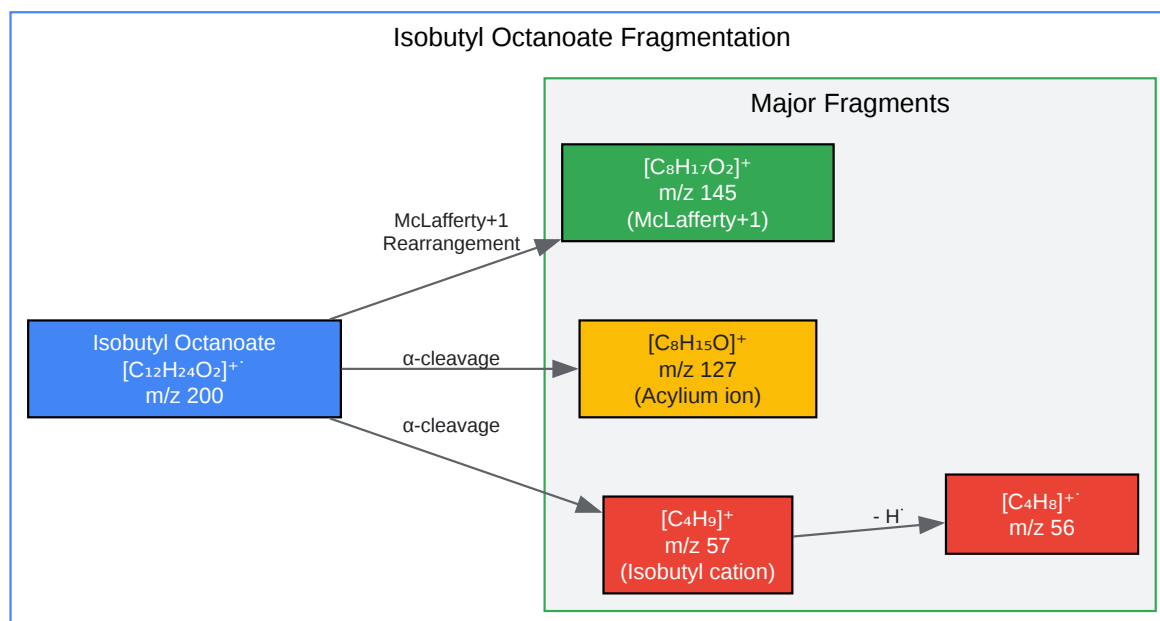 Isobutyl Octanoate Fragmentation
Major Fragments
[C₈H₁₇O₂]⁺
m/z 145
(McLafferty+1)
McLafferty+1
Rearrangement
Isobutyl Octanoate
[C₁₂H₂₄O₂]⁺˙
m/z 200
α-cleavage
[C₈H₁₅O]⁺
m/z 127
(Acylium ion)
α-cleavage
[C₄H₉]⁺
m/z 57
(Isobutyl cation)
- H˙
[C₄H₈]⁺˙
m/z 56